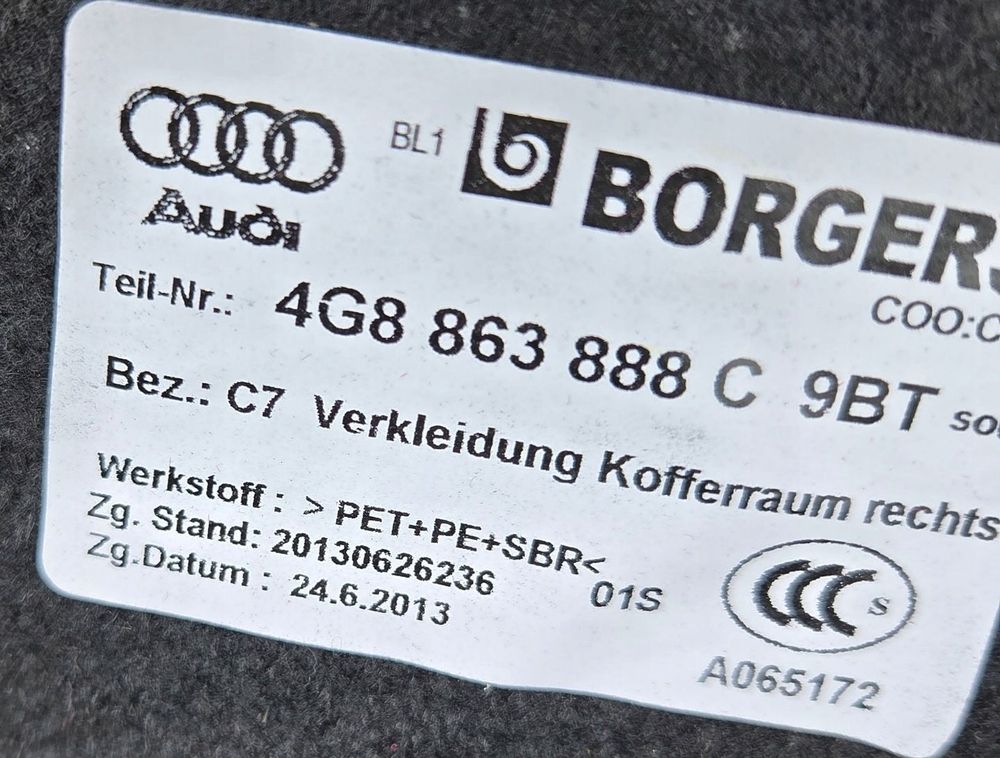 BL1 BORGERS
Audi
COO:C
Teil-Nr.: 4G8 863 888 C 9BT
Bez.: C7 Verkleidung Kofferraum rechts
Werkstoff : > PET+PE+SBR<
Zg. Stand: 20130626236 01S
Zg.Datum : 24.6.2013
CCC S
A065172